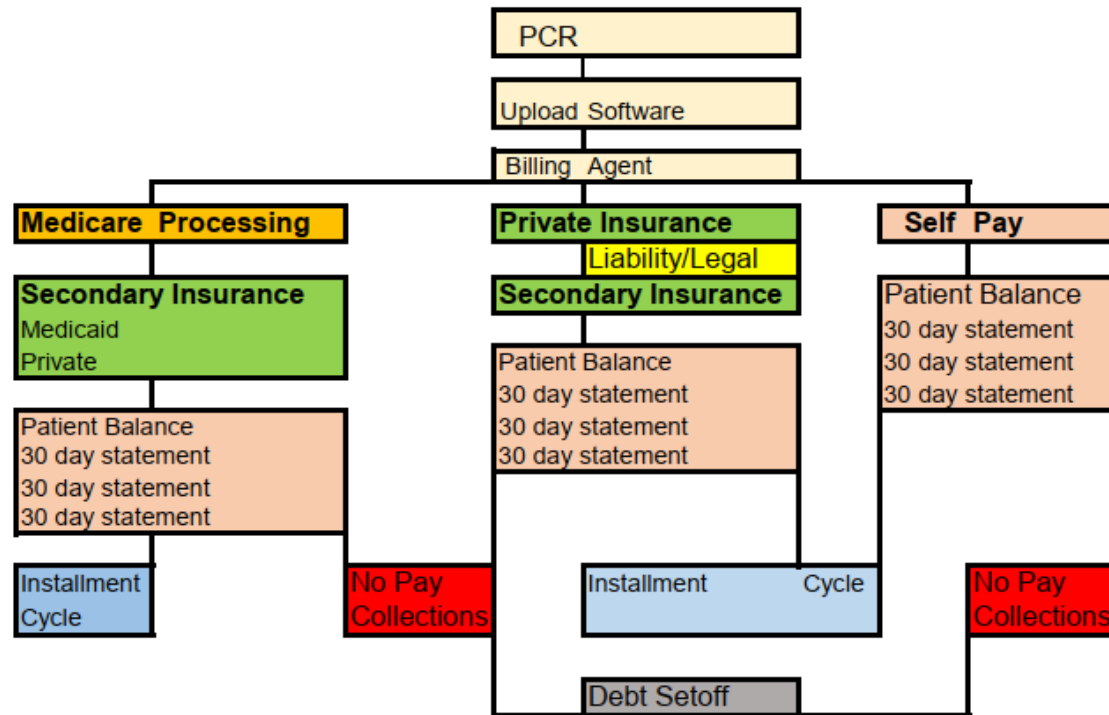 PCR
Upload Software
Billing Agent
Medicare Processing
Secondary Insurance
Medicaid
Private
Patient Balance
30 day statement
30 day statement
30 day statement
Installment
Cycle
No Pay
Collections
Private Insurance
Liability/Legal
Secondary Insurance
Patient Balance
30 day statement
30 day statement
30 day statement
Installment Cycle
Self Pay
Patient Balance
30 day statement
30 day statement
30 day statement
No Pay
Collections
Debt Setoff